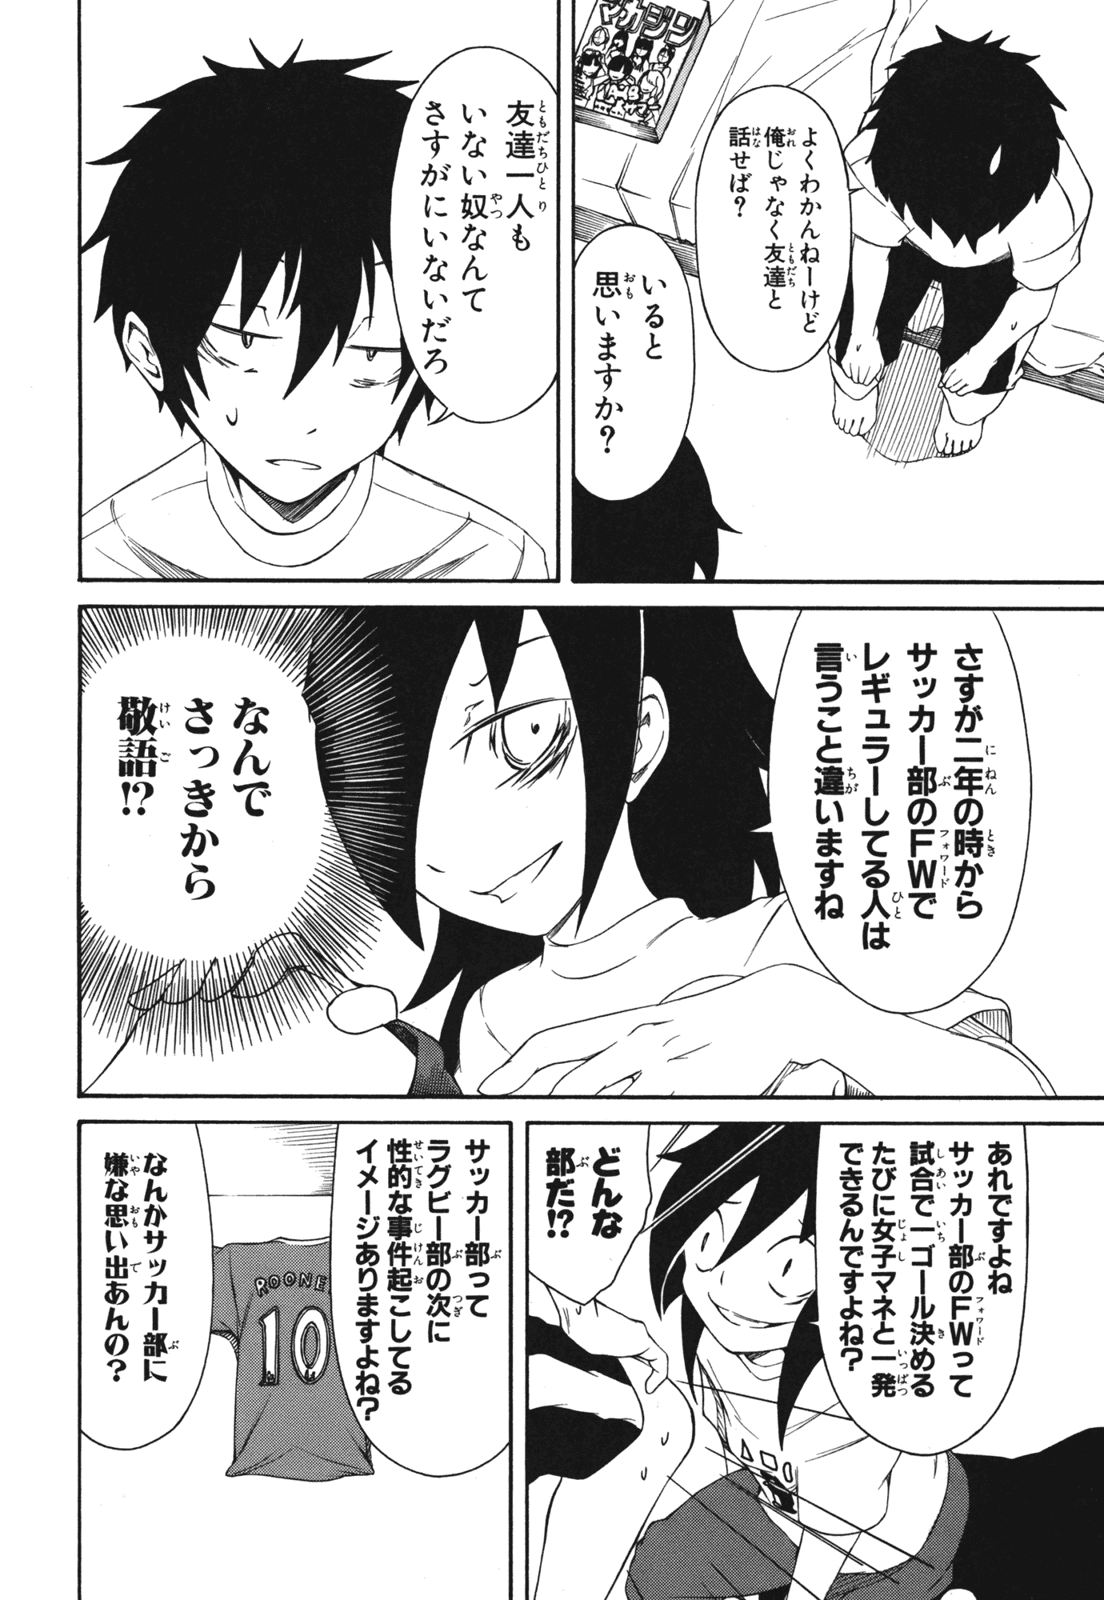 マガジン
よくわかんねーけど
俺じゃなく友達と
話せば?
いると
思いますか?
友達一人も
いない奴なんて
さすがにいないだろ
さすが二年の時から
サッカー部のFWで
レギュラーしてる人は
言うこと違いますね
なんで
さっきから
敬語!?
あれですよね
サッカー部のFWって
試合で一ゴール決める
たびに女子マネと一発
できるんですよね?
どんな
部だ!?
サッカー部って
ラグビー部の次に
性的な事件起こしてる
イメージありますよね?
ROONE
10
なんかサッカー部に
嫌な思い出あんの?